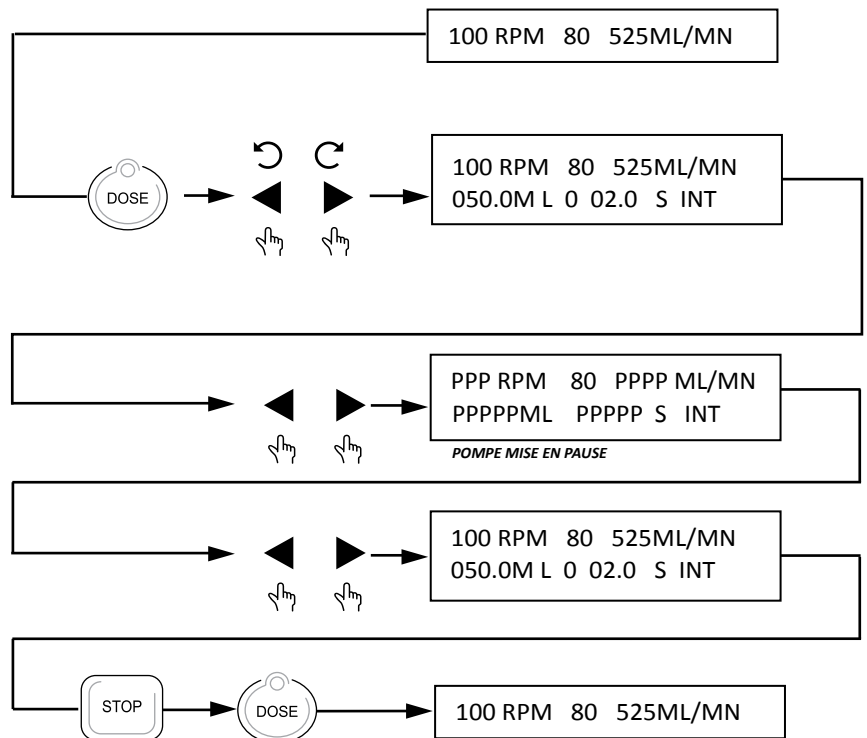 100 RPM 80 525ML/MN
DOSE
100 RPM 80 525ML/MN
050.0M L 0 02.0 S INT
PPP RPM 80 PPPP ML/MN
PPPPPML PPPPP S INT
POMPE MISE EN PAUSE
100 RPM 80 525ML/MN
050.0M L 0 02.0 S INT
STOP
DOSE
100 RPM 80 525ML/MN